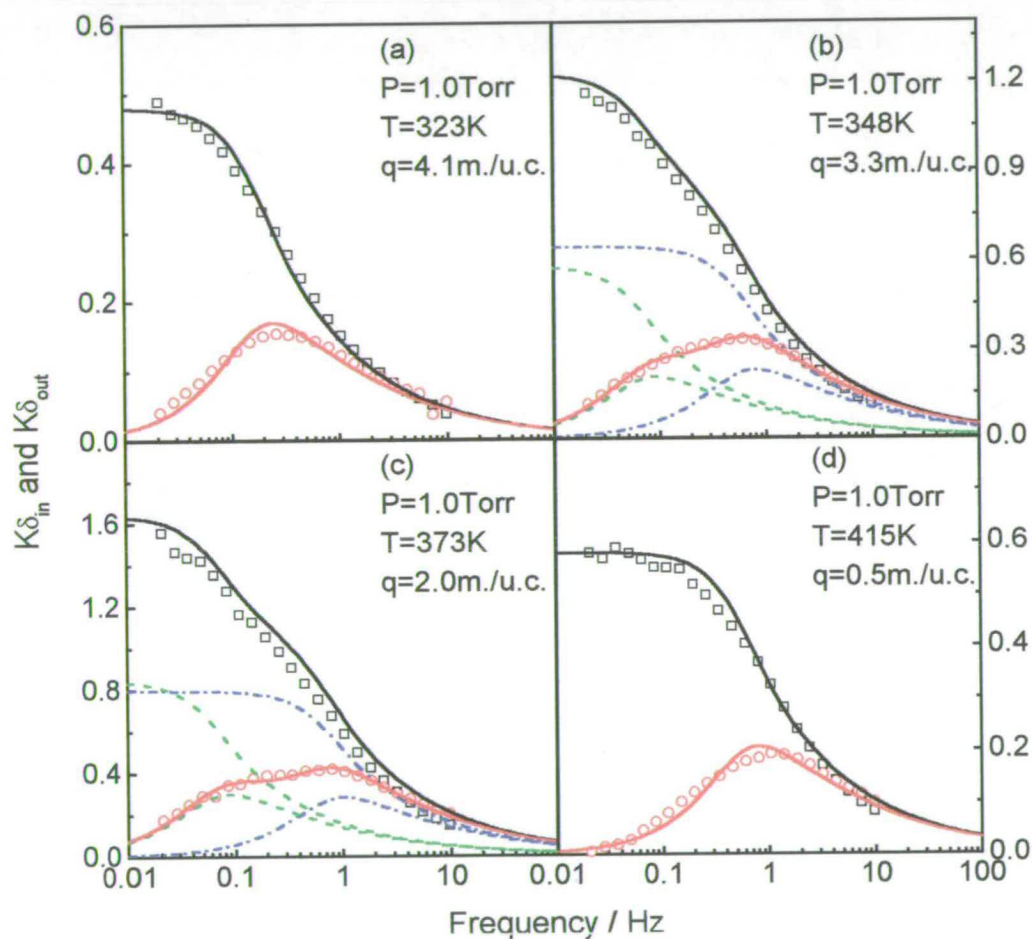 0.6
0.4
0.2
0.0
(a)
P=1.0Torr
T=323K
q=4.1m./u.c.
(b)
P=1.0Torr
T=348K
q=3.3m./u.c.
1.2
0.9
0.6
0.3
0.0
Kδin and Kδout
1.6
1.2
0.8
0.4
0.0
(c)
P=1.0Torr
T=373K
q=2.0m./u.c.
(d)
P=1.0Torr
T=415K
q=0.5m./u.c.
0.6
0.4
0.2
0.0
0.01 0.1 1 10 0.01 0.1 1 10 100
Frequency / Hz